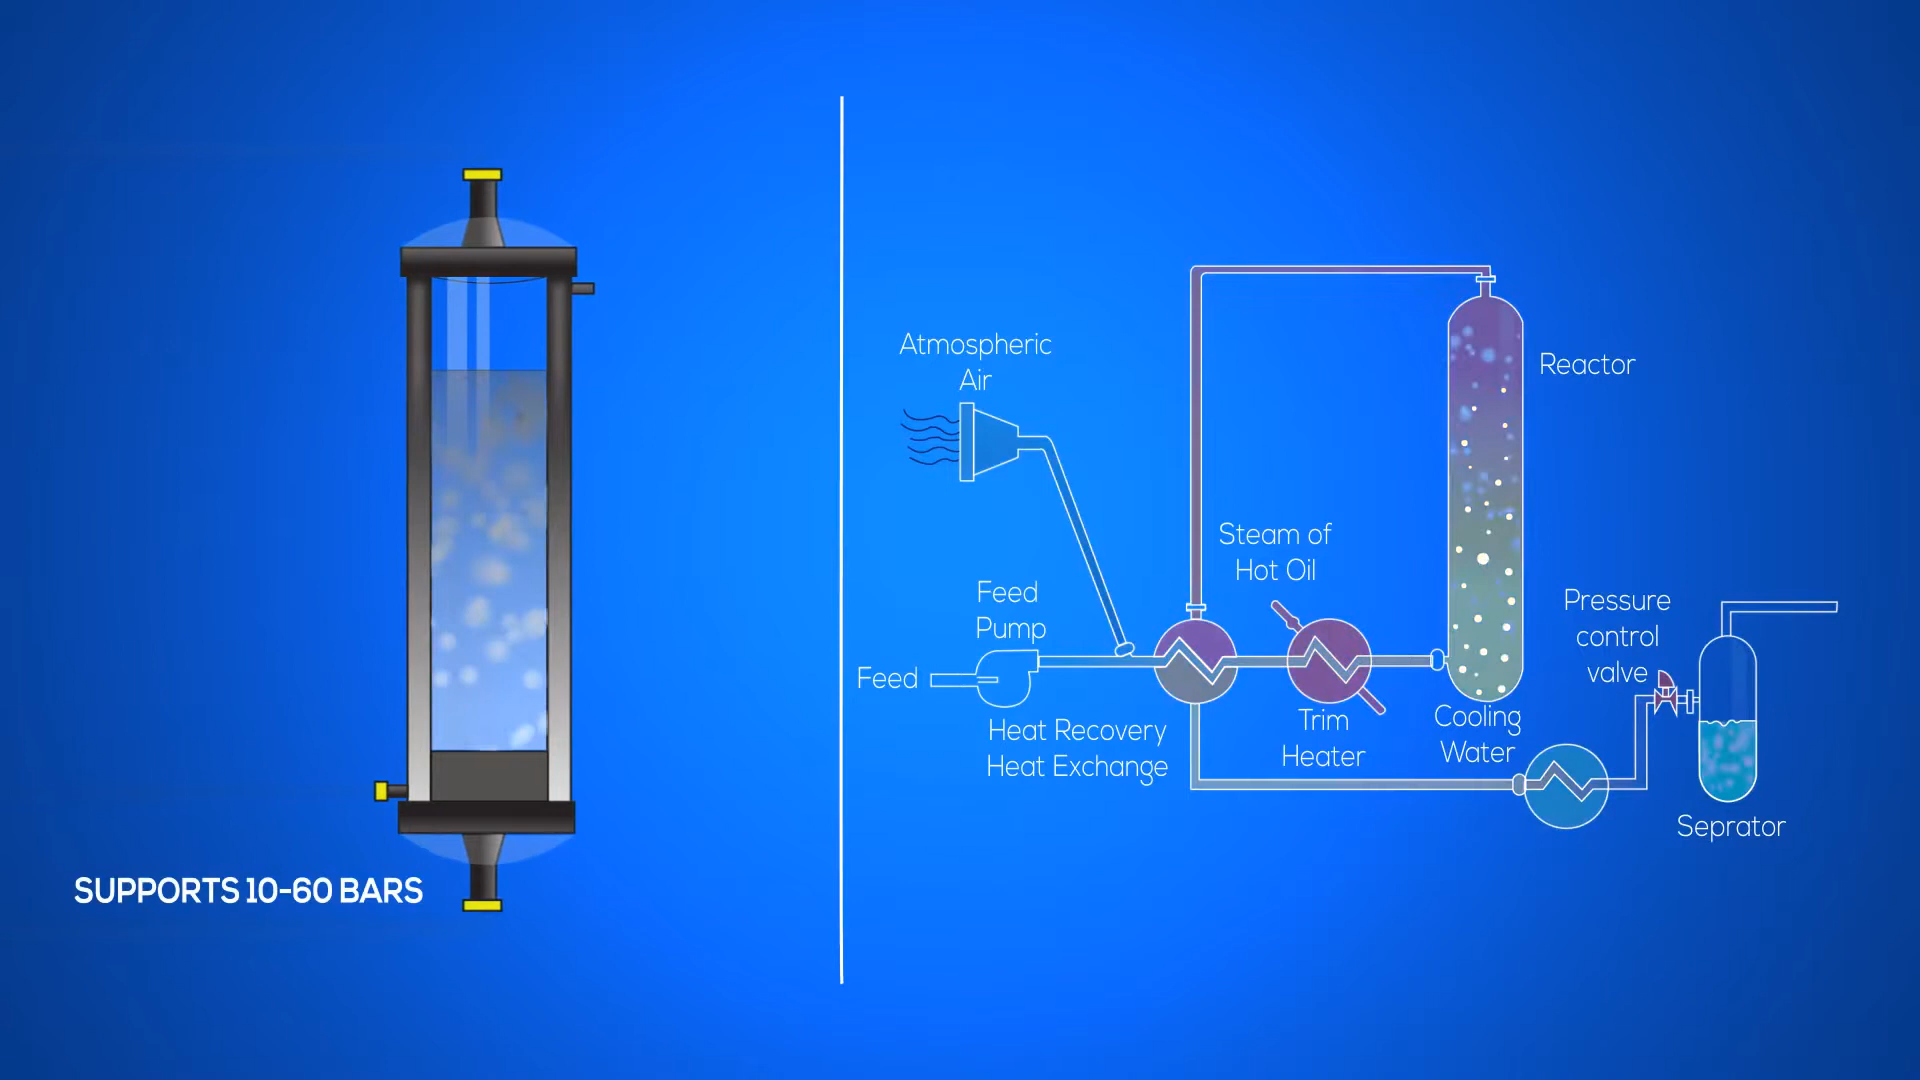 SUPPORTS 10-60 BARS
Atmospheric
Air
Reactor
Steam of
Hot Oil
Feed
Pump
Feed
Pressure
control
valve
Heat Recovery
Heat Exchange
Trim
Heater
Cooling
Water
Seprator